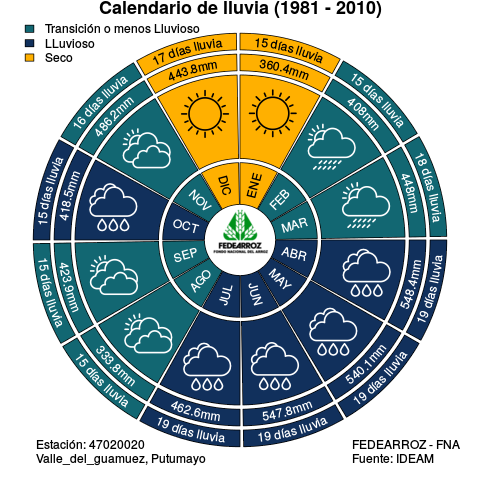 Calendario de lluvia (1981 - 2010)
Transición o menos Lluvioso
LLuvioso
Seco
15 días lluvia
360.4mm
ENE
15 días lluvia
408mm
FEB
18 días lluvia
448mm
MAR
19 días lluvia
548.4mm
ABR
19 días lluvia
540.1mm
MAY
19 días lluvia
547.8mm
JUN
19 días lluvia
462.6mm
JUL
15 días lluvia
333.8mm
AGO
15 días lluvia
423.9mm
SEP
15 días lluvia
418.5mm
OCT
16 días lluvia
486.2mm
NOV
17 días lluvia
443.8mm
DIC
FEDEARROZ
FONDO NACIONAL DEL ARROZ
Estación: 47020020
Valle_del_guamuez, Putumayo
FEDEARROZ - FNA
Fuente: IDEAM